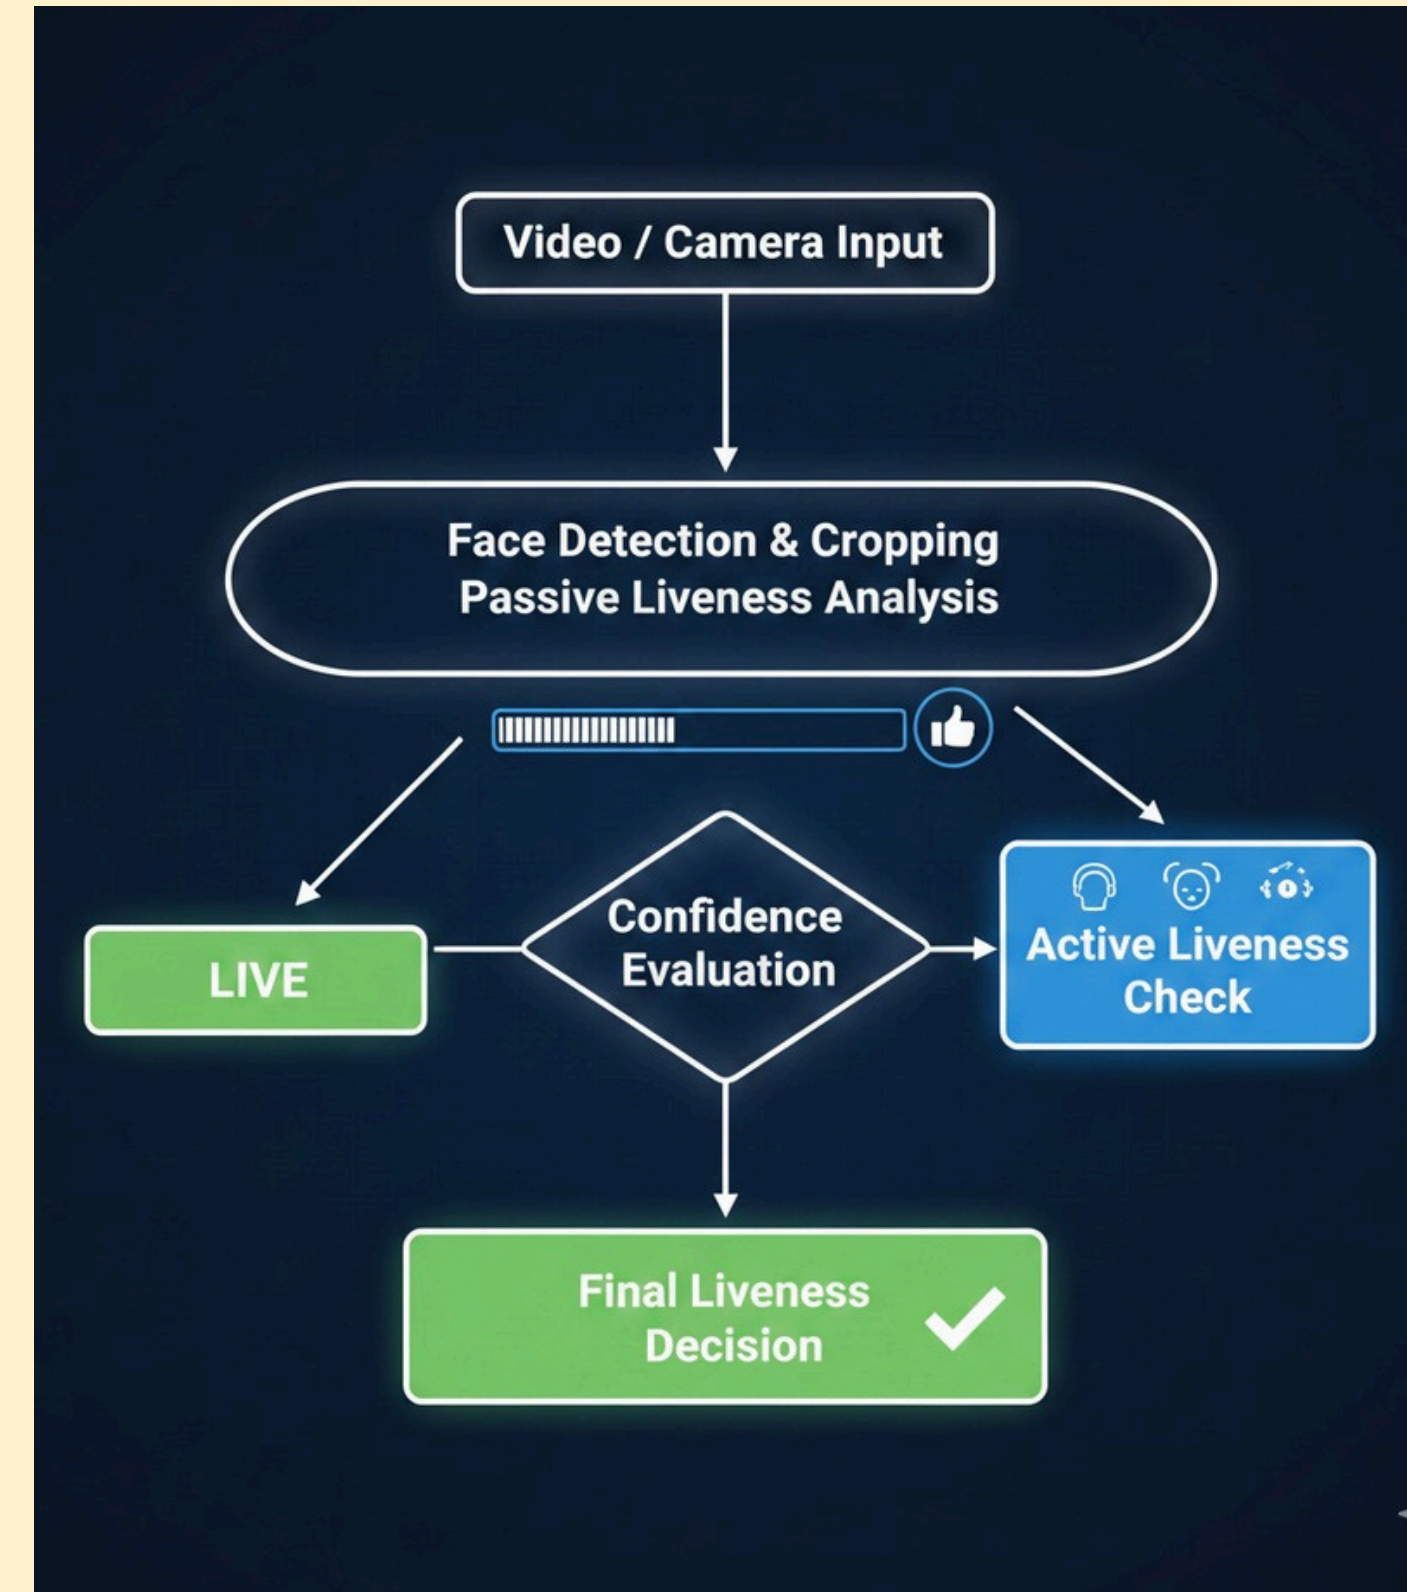 Video / Camera Input
Face Detection & Cropping
Passive Liveness Analysis
LIVE
Confidence
Evaluation
Active Liveness
Check
Final Liveness
Decision